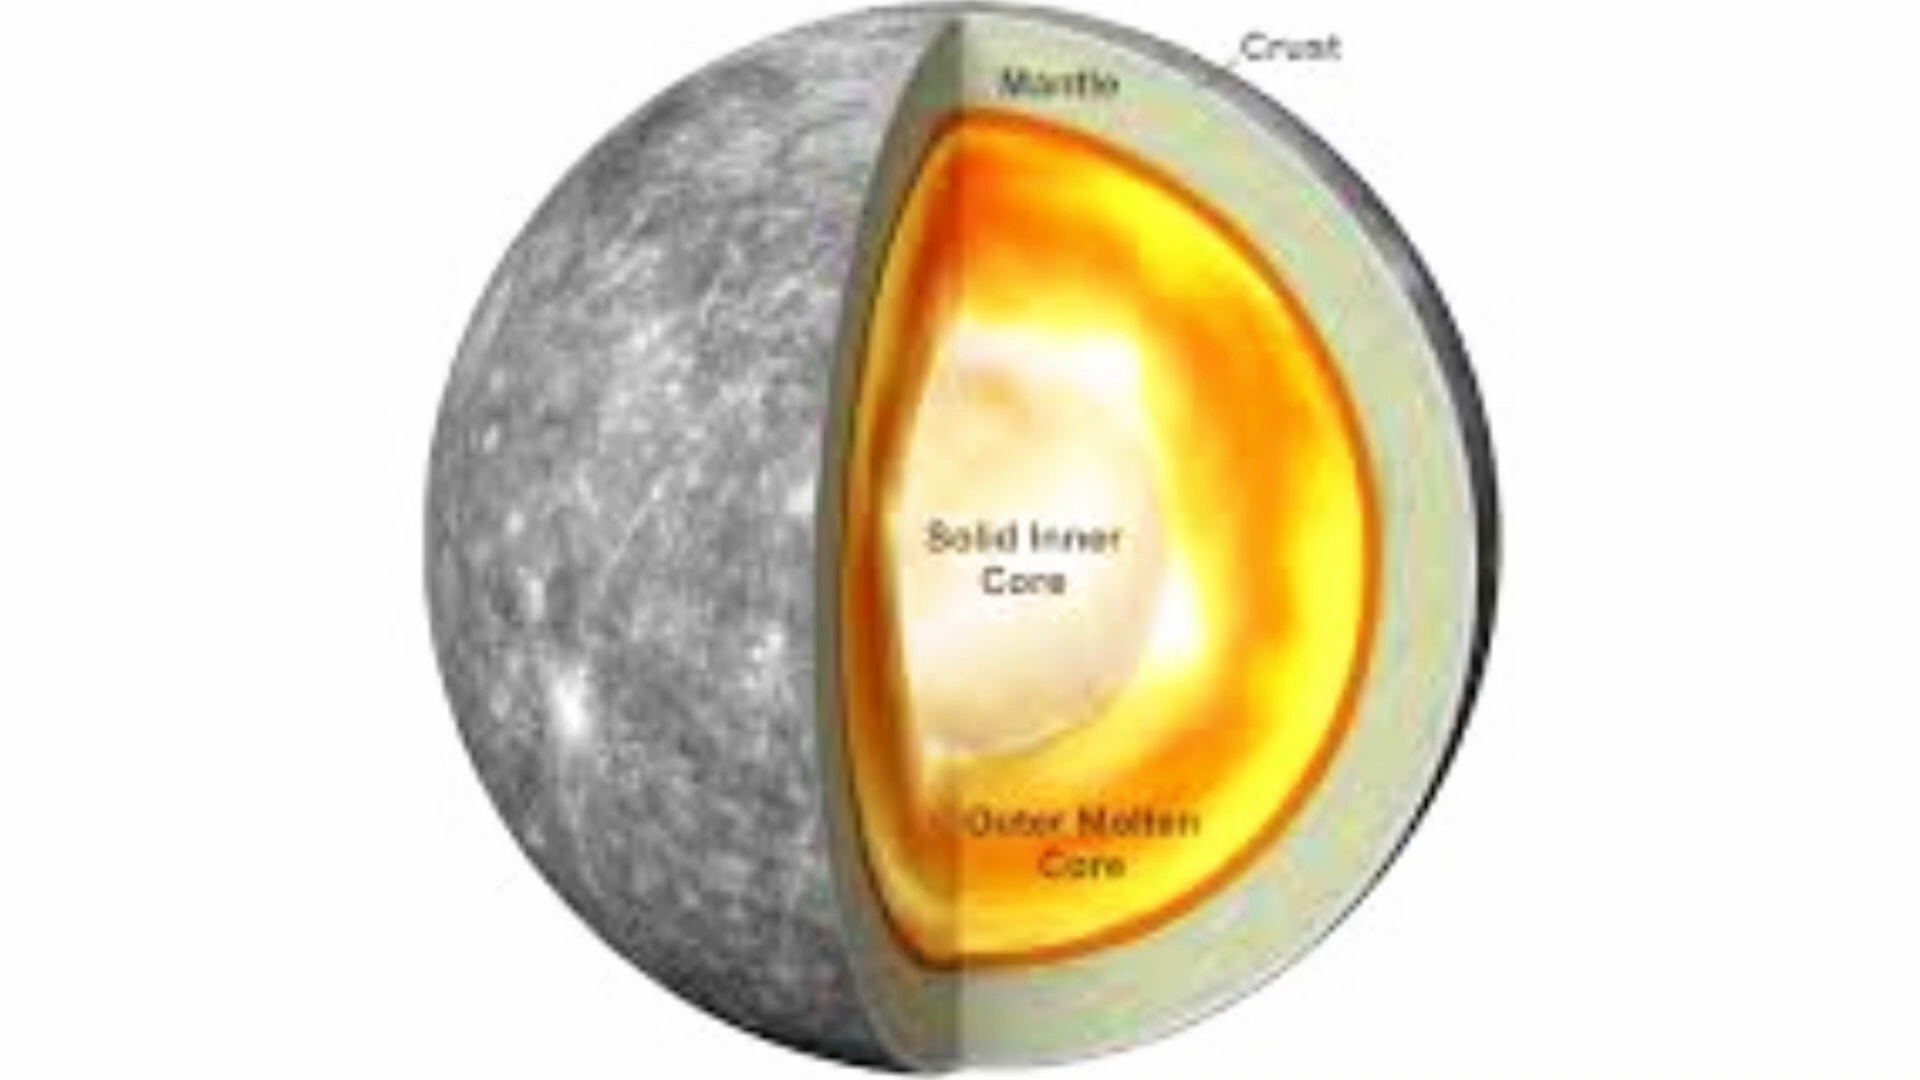 Crust
Mantle
Solid Inner
Core
Outer Molten
Core